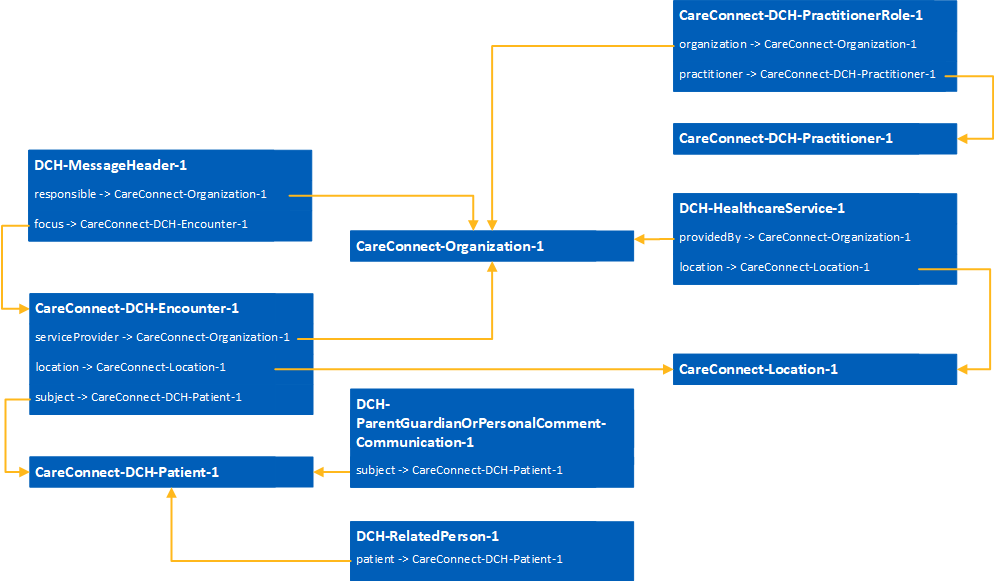 CareConnect-DCH-PractitionerRole-1
organization -> CareConnect-Organization-1
practitioner -> CareConnect-DCH-Practitioner-1
CareConnect-DCH-Practitioner-1
DCH-MessageHeader-1
responsible -> CareConnect-Organization-1
focus -> CareConnect-DCH-Encounter-1
CareConnect-Organization-1
DCH-HealthcareService-1
providedBy -> CareConnect-Organization-1
location -> CareConnect-Location-1
CareConnect-DCH-Encounter-1
serviceProvider -> CareConnect-Organization-1
location -> CareConnect-Location-1
subject -> CareConnect-DCH-Patient-1
CareConnect-Location-1
DCH-
ParentGuardianOrPersonalComment-
Communication-1
subject -> CareConnect-DCH-Patient-1
CareConnect-DCH-Patient-1
DCH-RelatedPerson-1
patient -> CareConnect-DCH-Patient-1